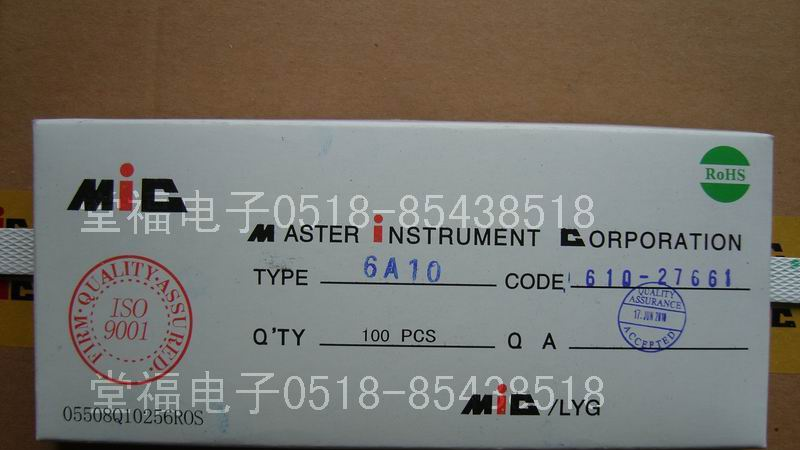 MiC
RoHS
堂福电子0518-85438518
MASTER INSTRUMENT CORPORATION
TYPE 6A10 CODE 61Q-27661
FIRM·QUALITY·ASSURED·
ISO
9001
QUALITY
ASSURANCE
17. JUN 2010
ACCEPTED
Q'TY 100 PCS Q A
堂福电子0518-85438518
MiC/LYG
05508Q10256R0S